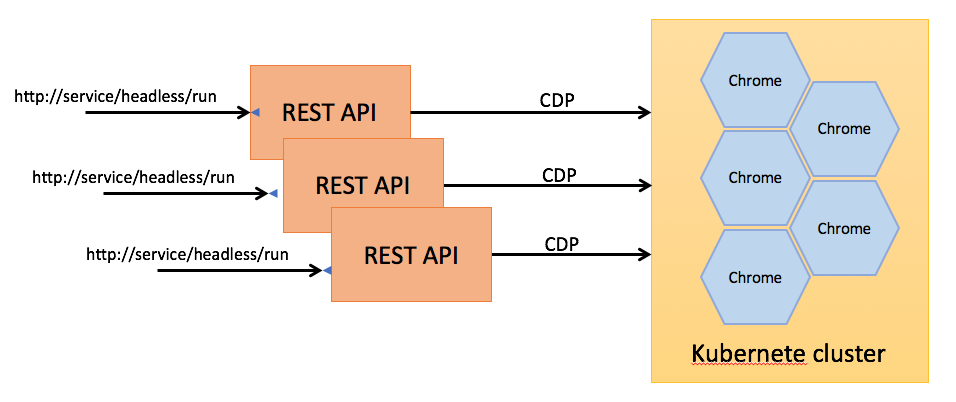 http://service/headless/run
REST API
CDP
http://service/headless/run
REST API
CDP
http://service/headless/run
REST API
CDP
Chrome
Chrome
Chrome
Chrome
Chrome
Kubernete cluster